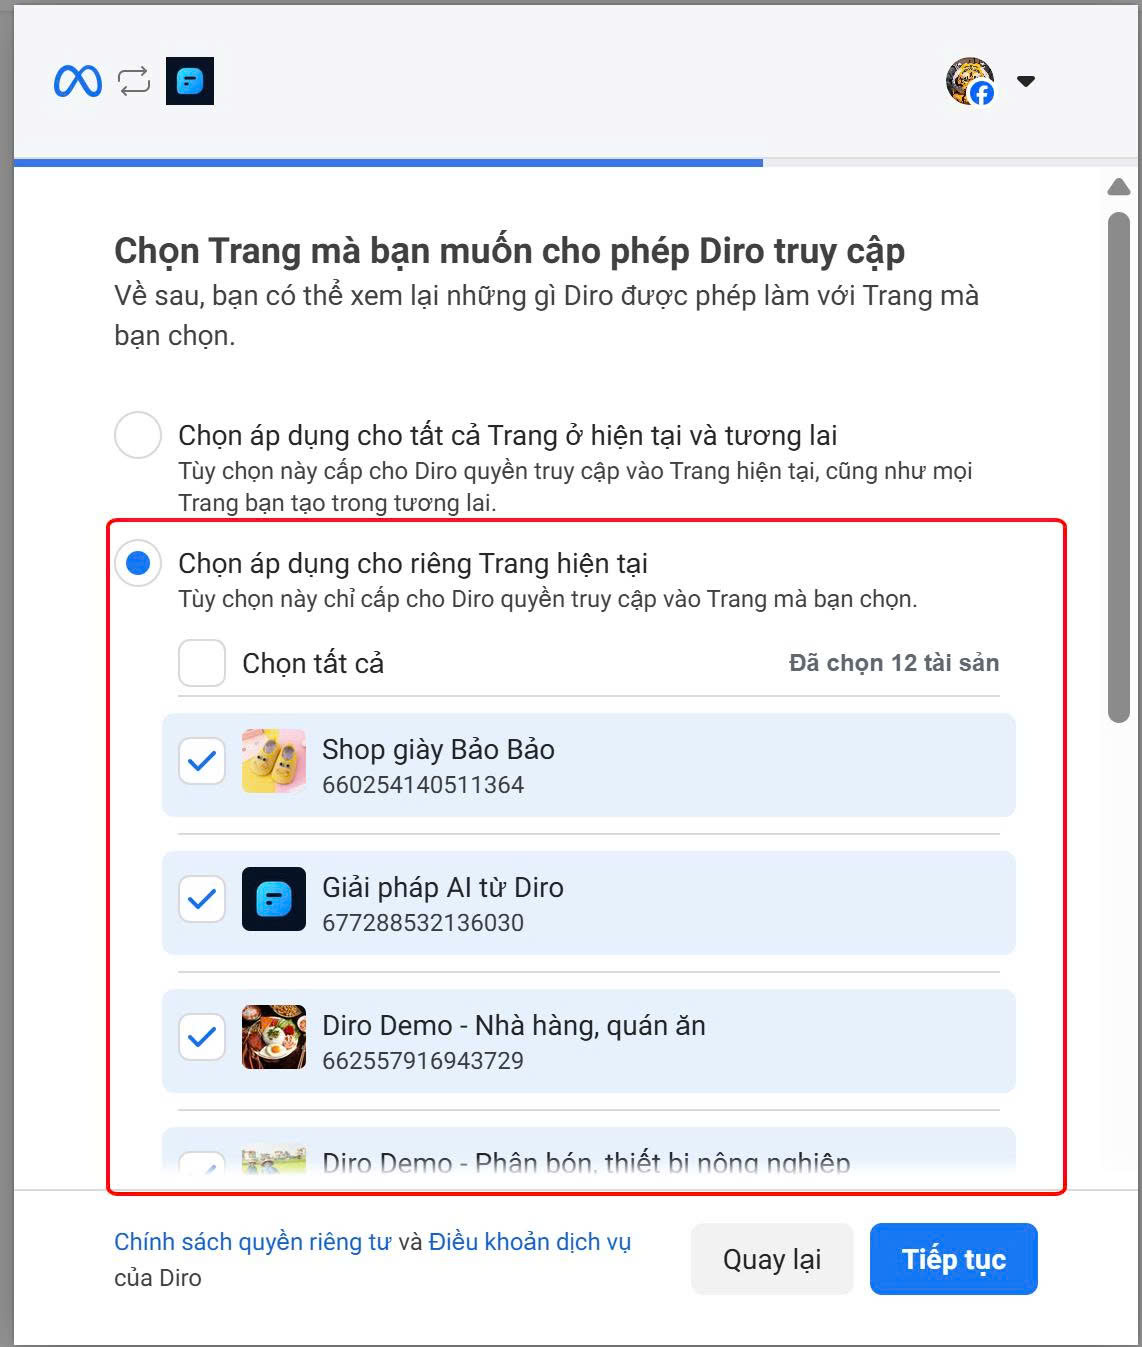 Chọn Trang mà bạn muốn cho phép Diro truy cập
Về sau, bạn có thể xem lại những gì Diro được phép làm với Trang mà
bạn chọn.
Chọn áp dụng cho tất cả Trang ở hiện tại và tương lai
Tùy chọn này cấp cho Diro quyền truy cập vào Trang hiện tại, cũng như mọi
Trang bạn tạo trong tương lai.
Chọn áp dụng cho riêng Trang hiện tại
Tùy chọn này chỉ cấp cho Diro quyền truy cập vào Trang mà bạn chọn.
Chọn tất cả Đã chọn 12 tài sản
Shop giày Bảo Bảo
660254140511364
Giải pháp AI từ Diro
677288532136030
Diro Demo - Nhà hàng, quán ăn
662557916943729
Diro Demo - Phân bón, thiết bị nông nghiệp
Chính sách quyền riêng tư và Điều khoản dịch vụ
của Diro
Quay lại
Tiếp tục